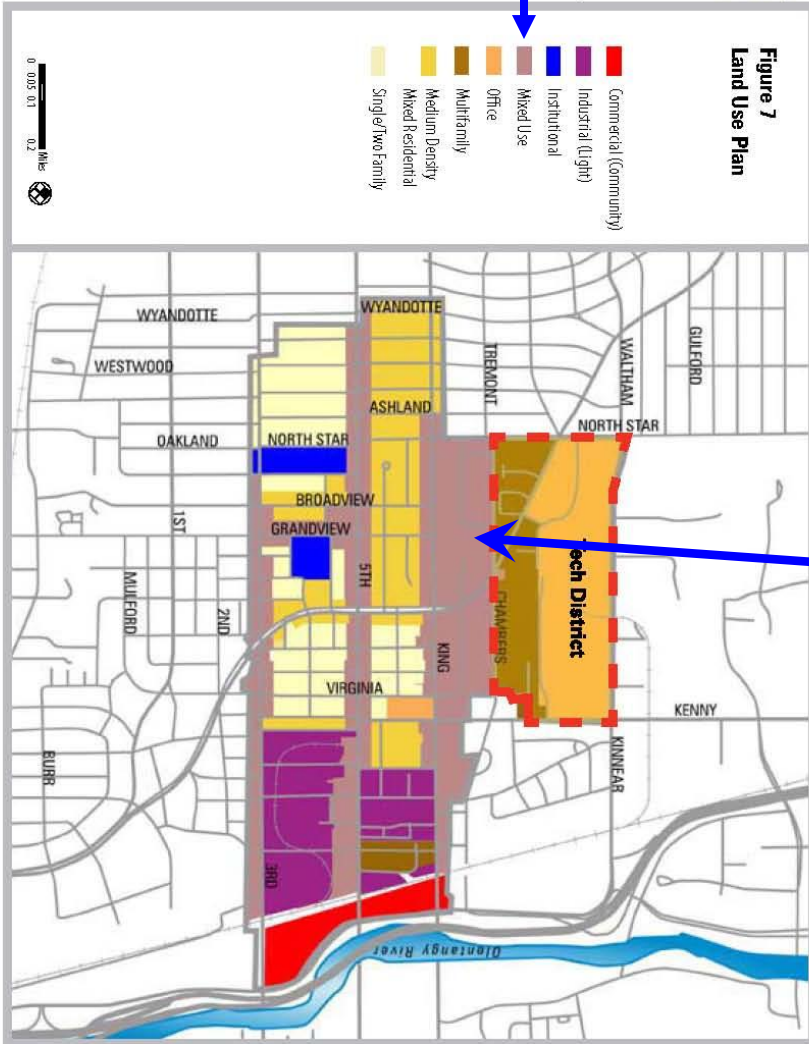 Figure 7
Land Use Plan
Commercial (Community)
Industrial (Light)
Institutional
Mixed Use
Office
Multifamily
Medium Density
Mixed Residential
Single/Two Family
0 0.05 0.1 0.2
Miles
WYANDOTTE
WYANDOTTE
WESTWOOD
TREMONT
WALTHAM
GULFORD
ASHLAND
NORTH STAR
OAKLAND
NORTH STAR
BROADVIEW
1ST
GRANDVIEW
5TH
Tech District
MULFORD
2ND
CHAMBERS
KING
VIRGINIA
KENNY
KINNEAR
BURR
3RD
Olentangy River